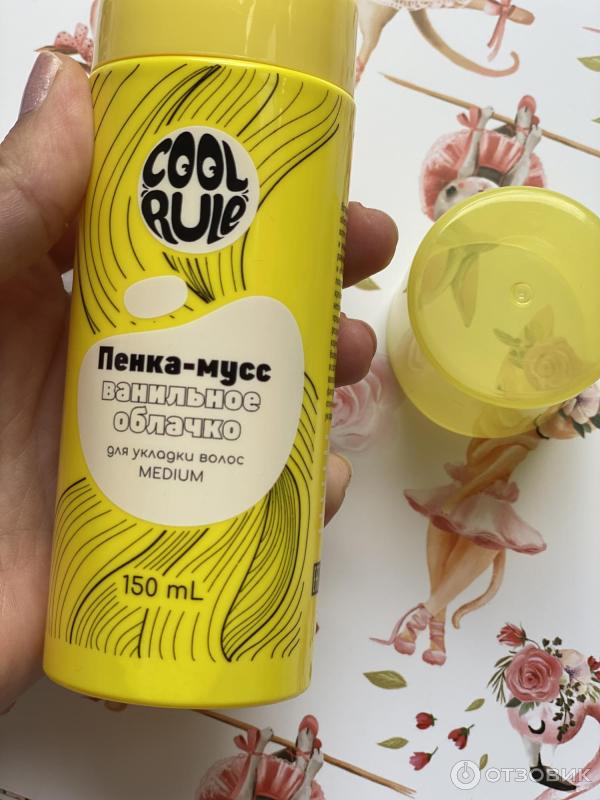 COOL
RULE
Пенка-мусс
ванильное
облачко
для укладки волос
MEDIUM
150 mL
ОТЗОВИК